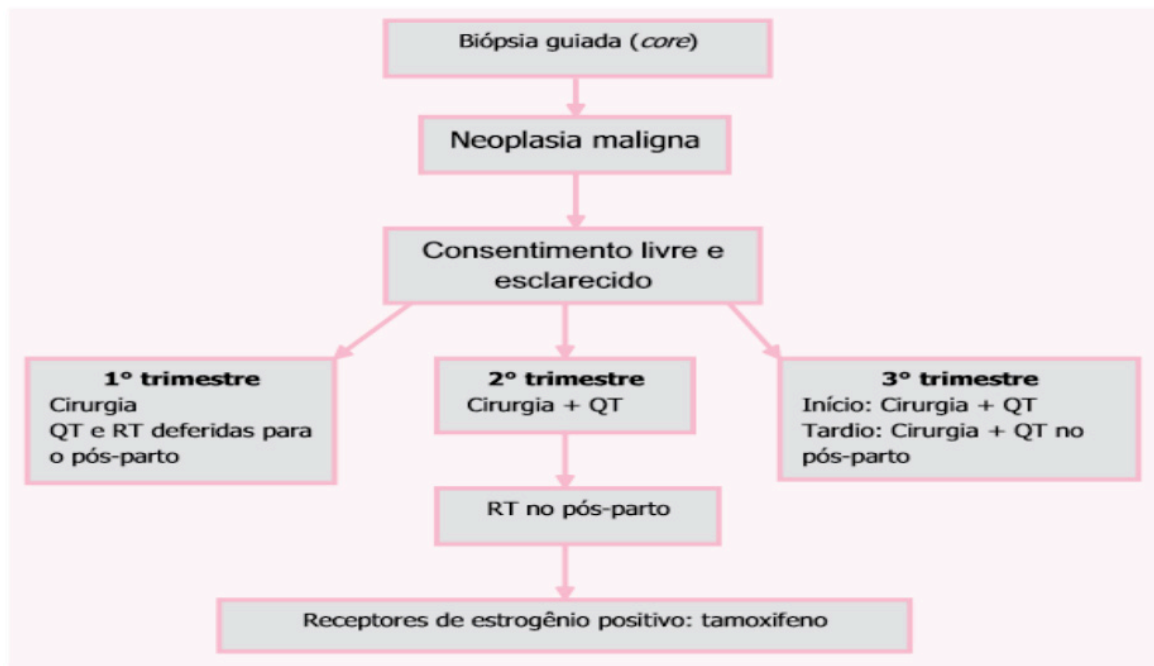 Biópsia guiada (core)
Neoplasia maligna
Consentimento livre e
esclarecido
1º trimestre
Cirurgia
QT e RT deferidas para
o pós-parto
2º trimestre
Cirurgia + QT
3º trimestre
Início: Cirurgia + QT
Tardio: Cirurgia + QT no
pós-parto
RT no pós-parto
Receptores de estrogênio positivo: tamoxifeno